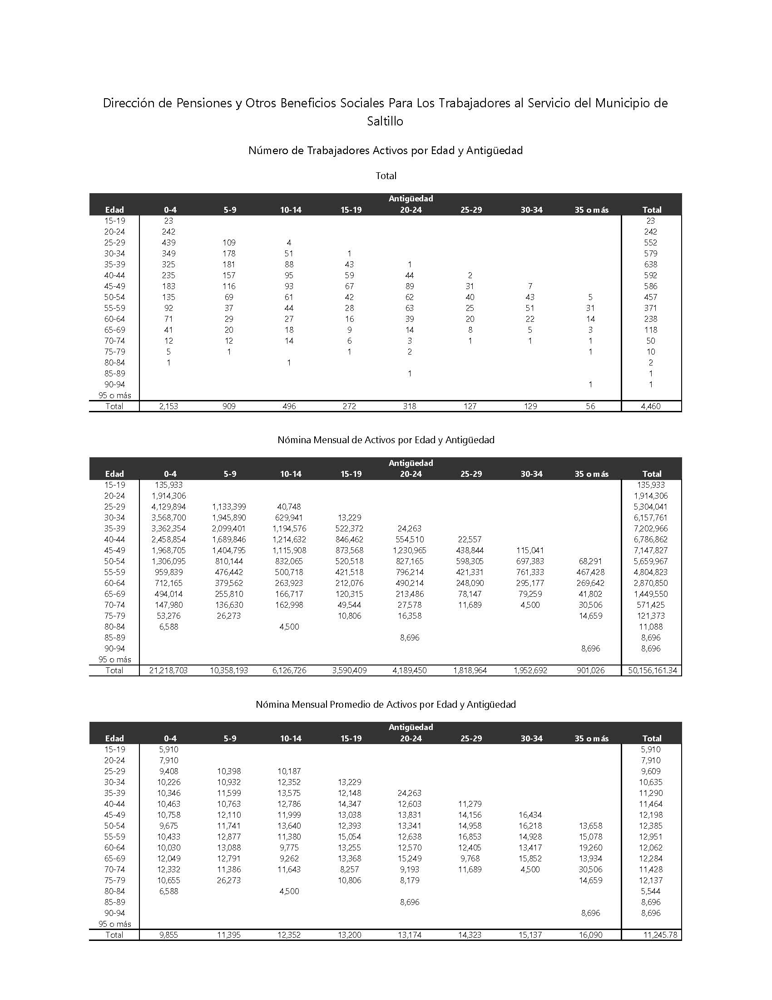 Dirección de Pensiones y Otros Beneficios Sociales Para Los Trabajadores al Servicio del Municipio de
Saltillo
Número de Trabajadores Activos por Edad y Antigüedad
Total
Antigüedad
Edad 0-4 5-9 10-14 15-19 20-24 25-29 30-34 35 o más Total
15-19 23 23
20-24 242 242
25-29 439 109 4 552
30-34 349 178 51 1 579
35-39 325 181 88 43 1 638
40-44 235 157 95 59 44 2 592
45-49 183 116 93 67 89 31 7 586
50-54 135 69 61 42 62 40 43 5 457
55-59 92 37 44 28 63 25 51 31 371
60-64 71 29 27 16 39 20 22 14 238
65-69 41 20 18 9 14 8 5 3 118
70-74 12 12 14 6 3 1 1 1 50
75-79 5 1 1 2 1 10
80-84 1 1 2
85-89 1 1
90-94 1 1
95 o más
Total 2,153 909 496 272 318 127 129 56 4,460
Nómina Mensual de Activos por Edad y Antigüedad
Antigüedad
Edad 0-4 5-9 10-14 15-19 20-24 25-29 30-34 35 o más Total
15-19 135,933 135,933
20-24 1,914,306 1,914,306
25-29 4,129,894 1,133,399 40,748 5,304,041
30-34 3,568,700 1,945,890 629,941 13,229 6,157,761
35-39 3,362,354 2,099,401 1,194,576 522,372 24,263 7,202,966
40-44 2,458,854 1,689,846 1,214,632 846,462 554,510 22,557 6,786,862
45-49 1,968,705 1,404,795 1,115,908 873,568 1,230,965 438,844 115,041 7,147,827
50-54 1,306,095 810,144 832,065 520,518 827,165 598,305 697,383 68,291 5,659,967
55-59 959,839 476,442 500,718 421,518 796,214 421,331 761,333 467,428 4,804,823
60-64 712,165 379,562 263,923 212,076 490,214 248,090 295,177 269,642 2,870,850
65-69 494,014 255,810 166,717 120,315 213,486 78,147 79,259 41,802 1,449,550
70-74 147,980 136,630 162,998 49,544 27,578 11,689 4,500 30,506 571,425
75-79 53,276 26,273 10,806 16,358 14,659 121,373
80-84 6,588 4,500 11,088
85-89 8,696 8,696
90-94 8,696 8,696
95 o más
Total 21,218,703 10,358,193 6,126,726 3,590,409 4,189,450 1,818,964 1,952,692 901,026 50,156,161.34
Nómina Mensual Promedio de Activos por Edad y Antigüedad
Antigüedad
Edad 0-4 5-9 10-14 15-19 20-24 25-29 30-34 35 o más Total
15-19 5,910 5,910
20-24 7,910 7,910
25-29 9,408 10,398 10,187 9,609
30-34 10,226 10,932 12,352 13,229 10,635
35-39 10,346 11,599 13,575 12,148 24,263 11,290
40-44 10,463 10,763 12,786 14,347 12,603 11,279 11,464
45-49 10,758 12,110 11,999 13,038 13,831 14,156 16,434 12,198
50-54 9,675 11,741 13,640 12,393 13,341 14,958 16,218 13,658 12,385
55-59 10,433 12,877 11,380 15,054 12,638 16,853 14,928 15,078 12,951
60-64 10,030 13,088 9,775 13,255 12,570 12,405 13,417 19,260 12,062
65-69 12,049 12,791 9,262 13,368 15,249 9,768 15,852 13,934 12,284
70-74 12,332 11,386 11,643 8,257 9,193 11,689 4,500 30,506 11,428
75-79 10,655 26,273 10,806 8,179 14,659 12,137
80-84 6,588 4,500 5,544
85-89 8,696 8,696
90-94 8,696 8,696
95 o más
Total 9,855 11,395 12,352 13,200 13,174 14,323 15,137 16,090 11,245.78